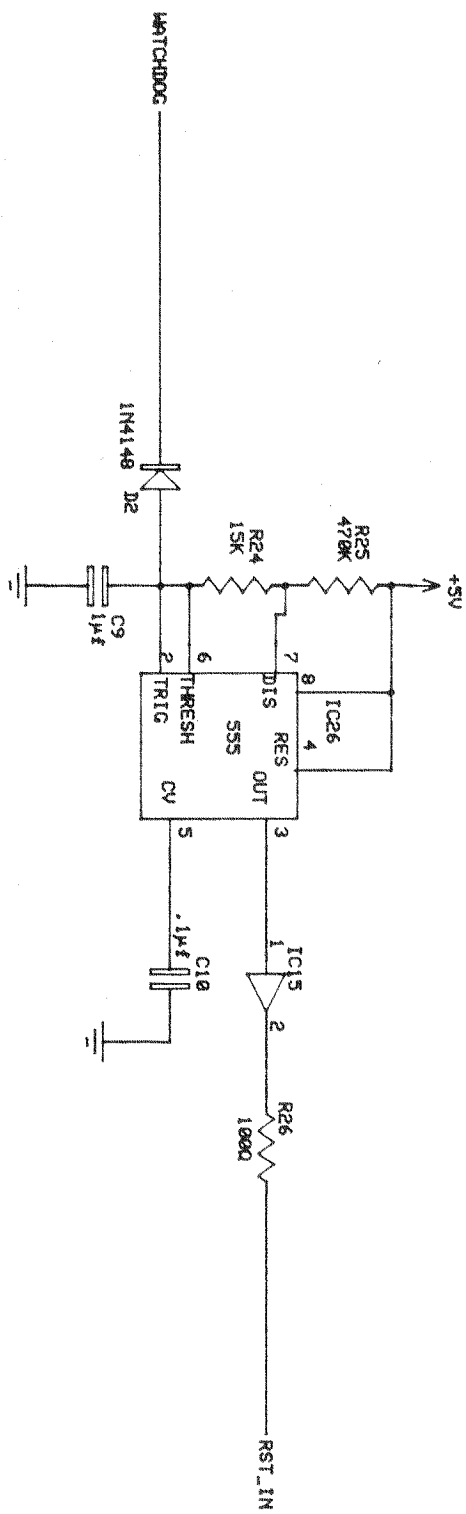 WATCHDOG
1N4148
D2
+5V
R25
470K
R24
15K
C9
1µf
2
6
7
8
4
TRIG
THRESH
DIS
RES
IC26
555
CV
OUT
5
3
.1µf
C10
1
IC15
2
R26
100Ω
RST_IN